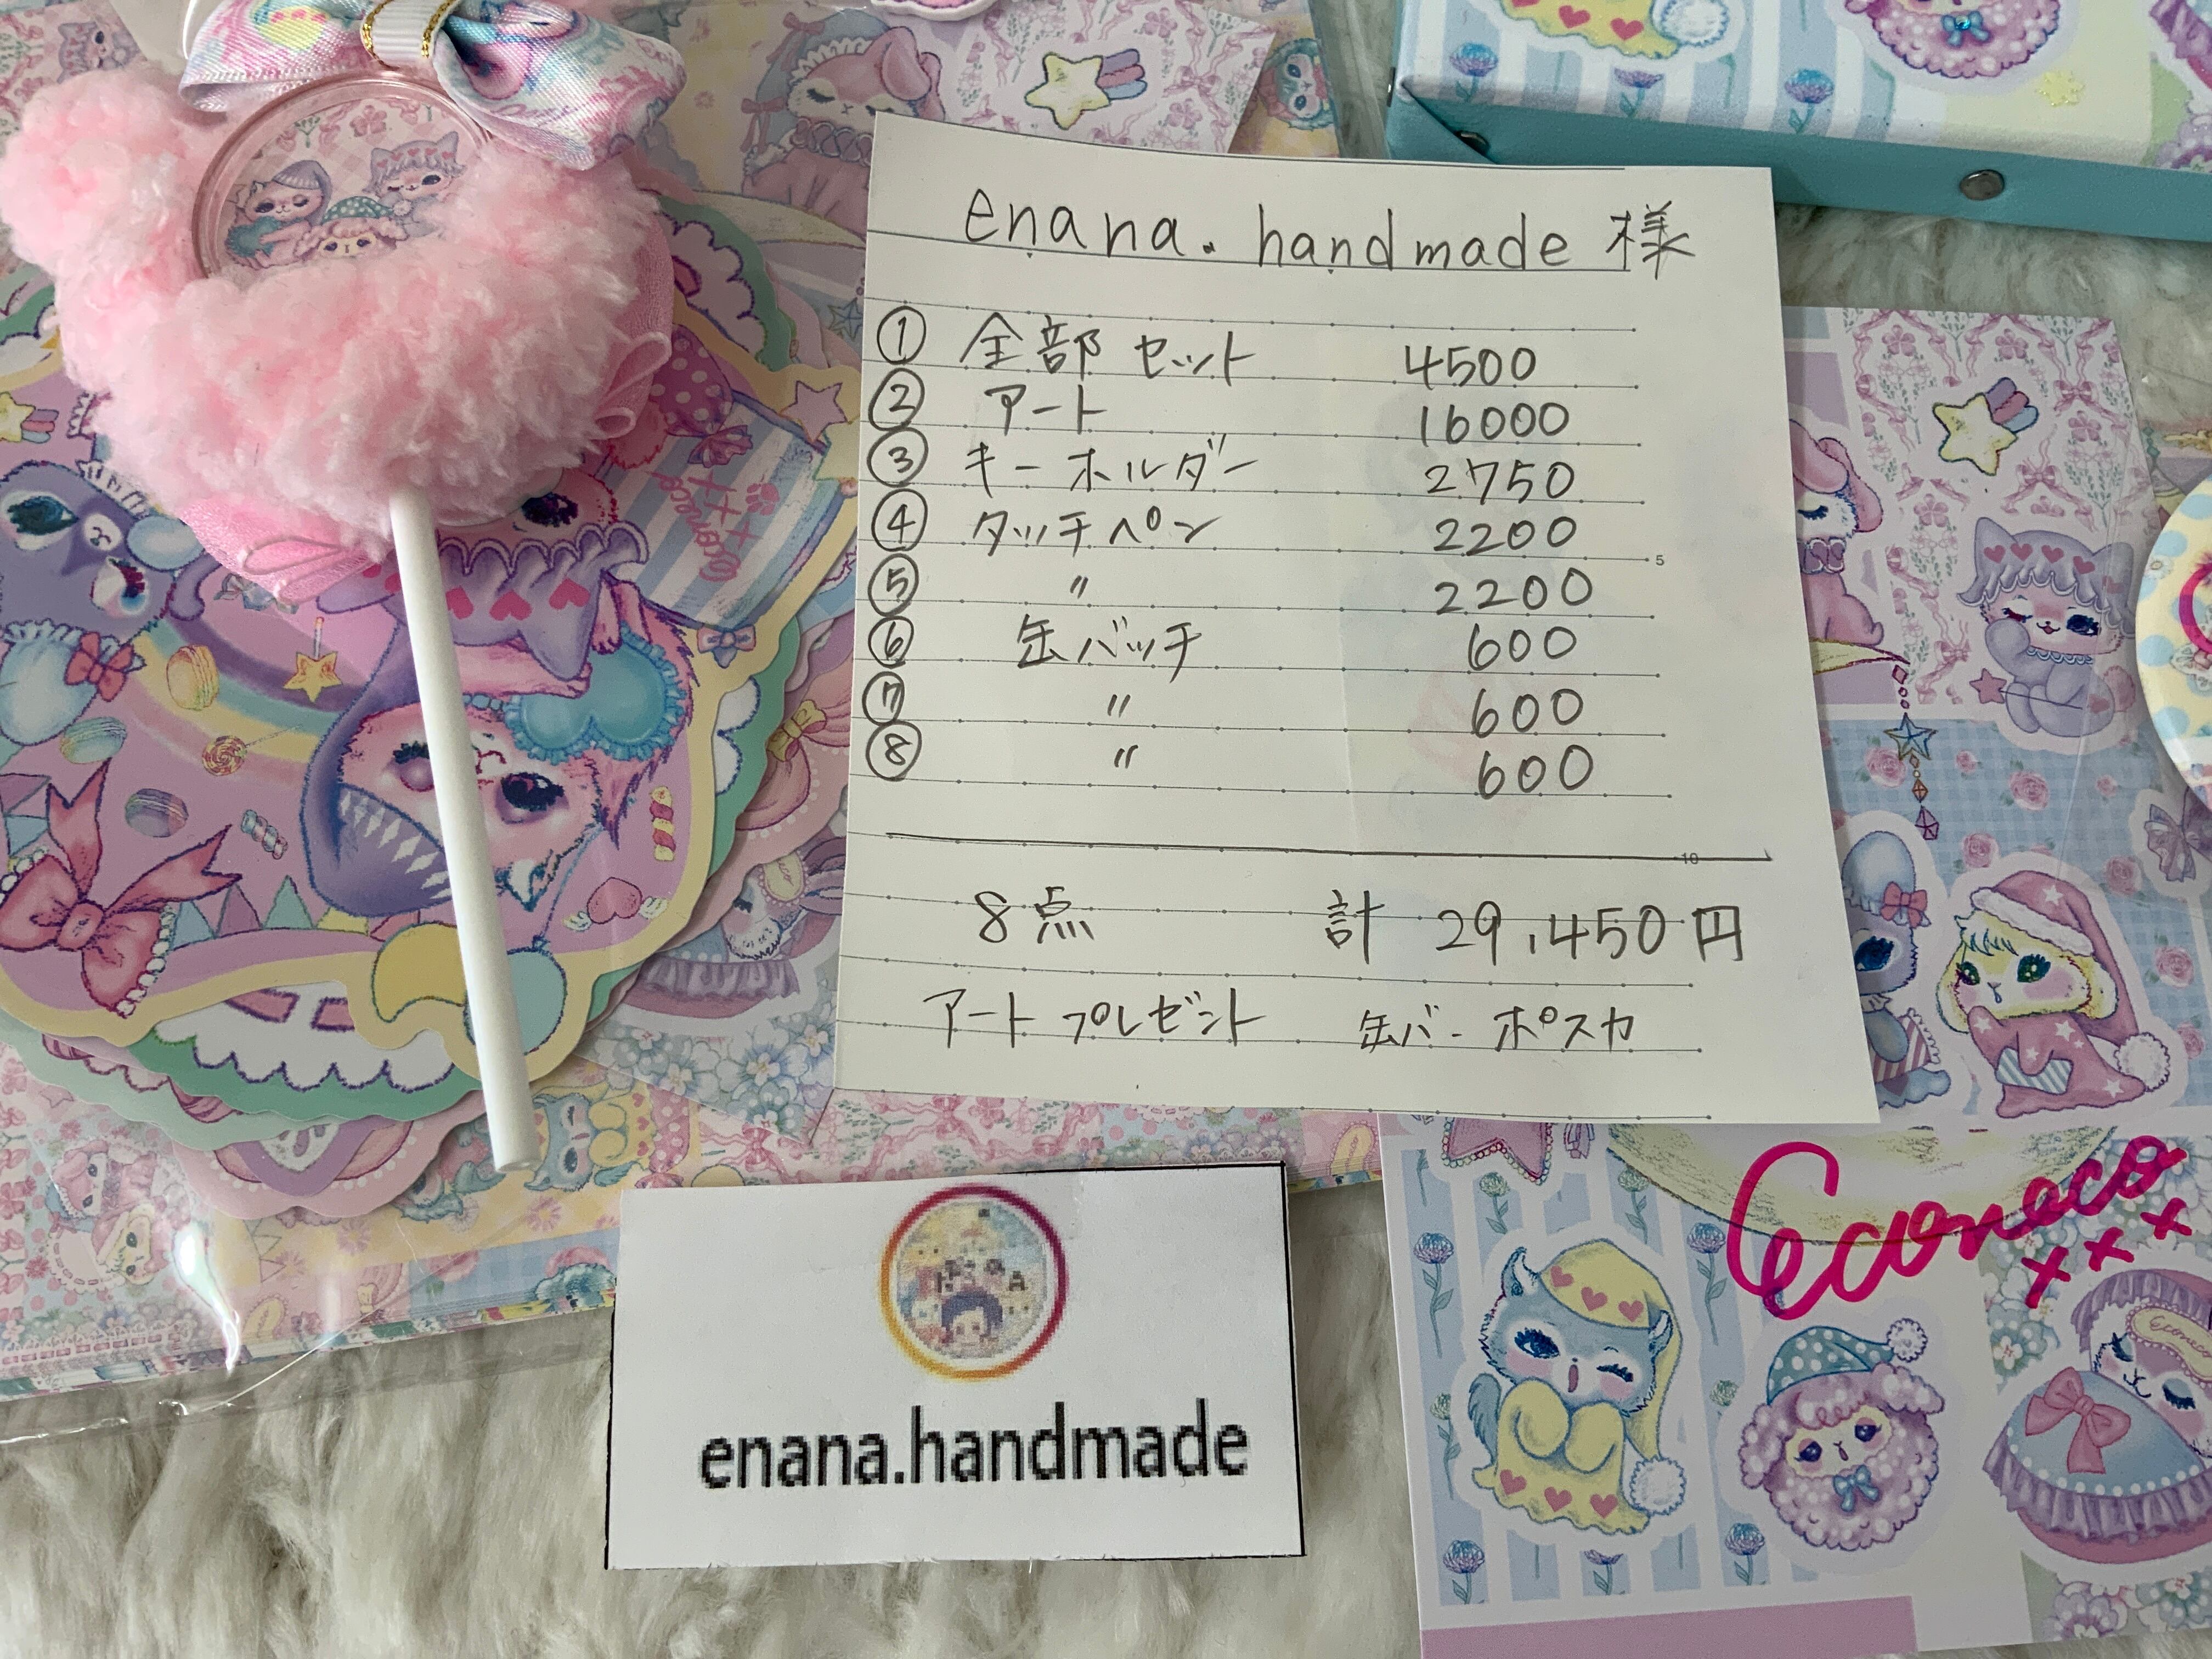 enana.handmade 様
① 全部セット 4500
② アート 16000
③ キーホルダー 2750
④ タッチペン 2200
⑤ 〃 2200
⑥ 缶バッチ 600
⑦ 〃 600
⑧ 〃 600
8点 計 29,450円
アートプレゼント 缶バー ポスカ
5
10
enana.handmade
Econeco
×××
Econeco
××